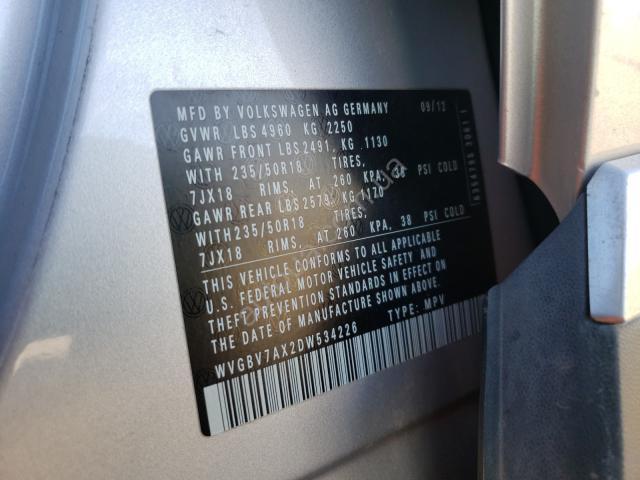 MFD BY VOLKSWAGEN AG GERMANY 09/12
GVWR LBS 4960 KG 2250
GAWR FRONT LBS 2491, KG 1130
WITH 235/50R18 TIRES,
7JX18 RIMS, AT 260 KPA, 38 PSI COLD
GAWR REAR LBS 2579, KG 1170
WITH 235/50R18 TIRES,
7JX18 RIMS, AT 260 KPA, 38 PSI COLD
THIS VEHICLE CONFORMS TO ALL APPLICABLE
U.S. FEDERAL MOTOR VEHICLE SAFETY AND
THEFT PREVENTION STANDARDS IN EFFECT ON
THE DATE OF MANUFACTURE SHOWN ABOVE.
WVGBV7AX2DW534226 TYPE: MPV